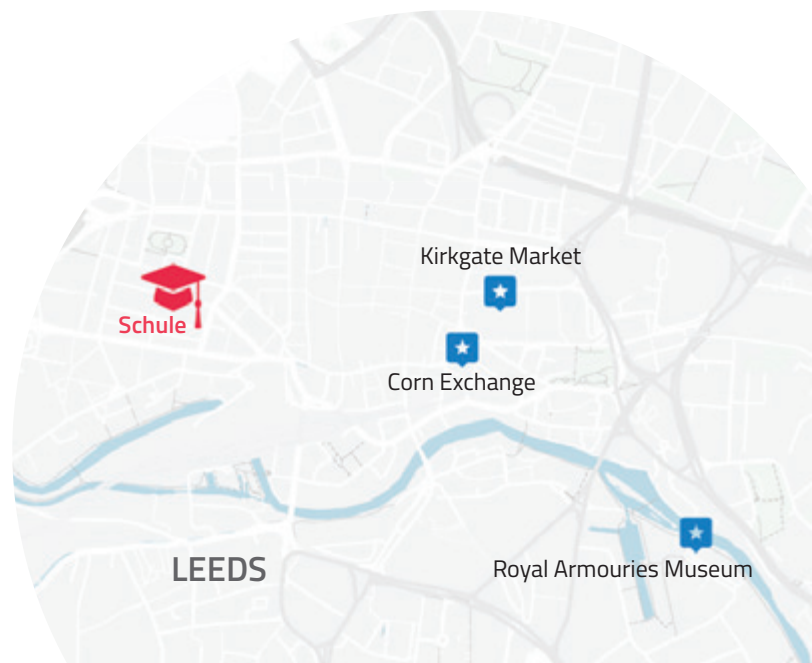 Kirkgate Market
Schule
Corn Exchange
LEEDS
Royal Armouries Museum